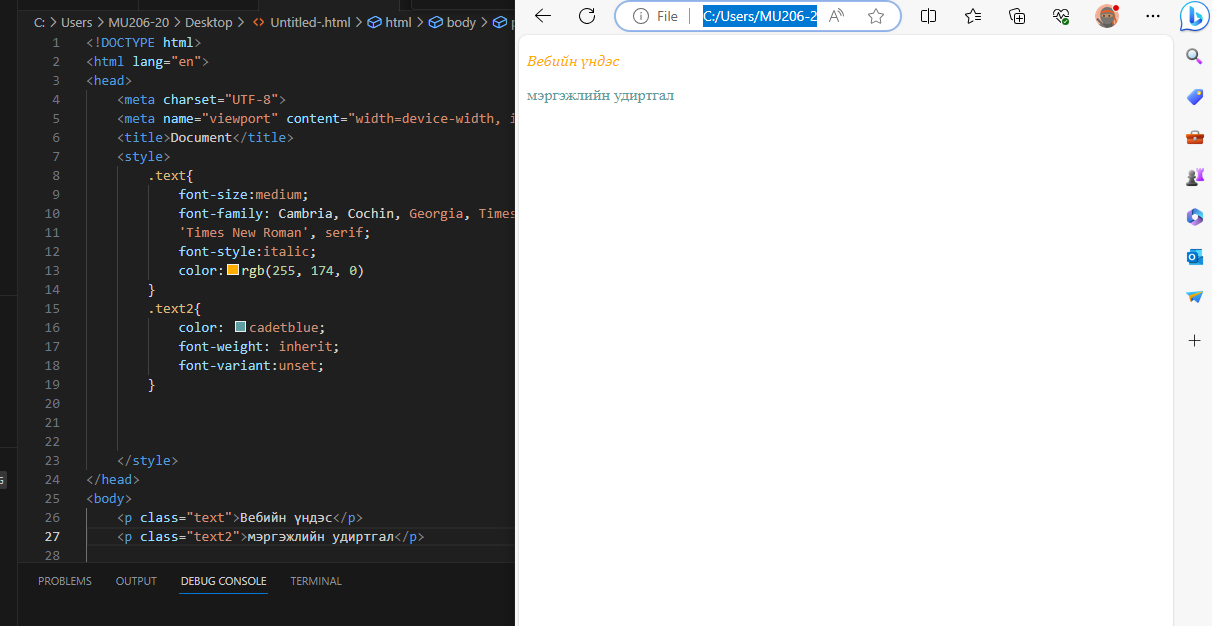 C: > Users > MU206-20 > Desktop > <> Untitled-.html > html > body >
1 <!DOCTYPE html>
2 <html lang="en">
3 <head>
4 <meta charset="UTF-8">
5 <meta name="viewport" content="width=device-width, i
6 <title>Document</title>
7 <style>
8 .text{
9 font-size:medium;
10 font-family: Cambria, Cochin, Georgia, Times
11 'Times New Roman', serif;
12 font-style:italic;
13 color:rgb(255, 174, 0)
14 }
15 .text2{
16 color: cadetblue;
17 font-weight: inherit;
18 font-variant:unset;
19 }
20
21
22
23 </style>
24 </head>
25 <body>
26 <p class="text">Вебийн үндэс</p>
27 <p class="text2">мэргэжлийн удиртгал</p>
28
PROBLEMS OUTPUT DEBUG CONSOLE TERMINAL
File C:/Users/MU206-2
Вебийн үндэс
мэргэжлийн удиртгал